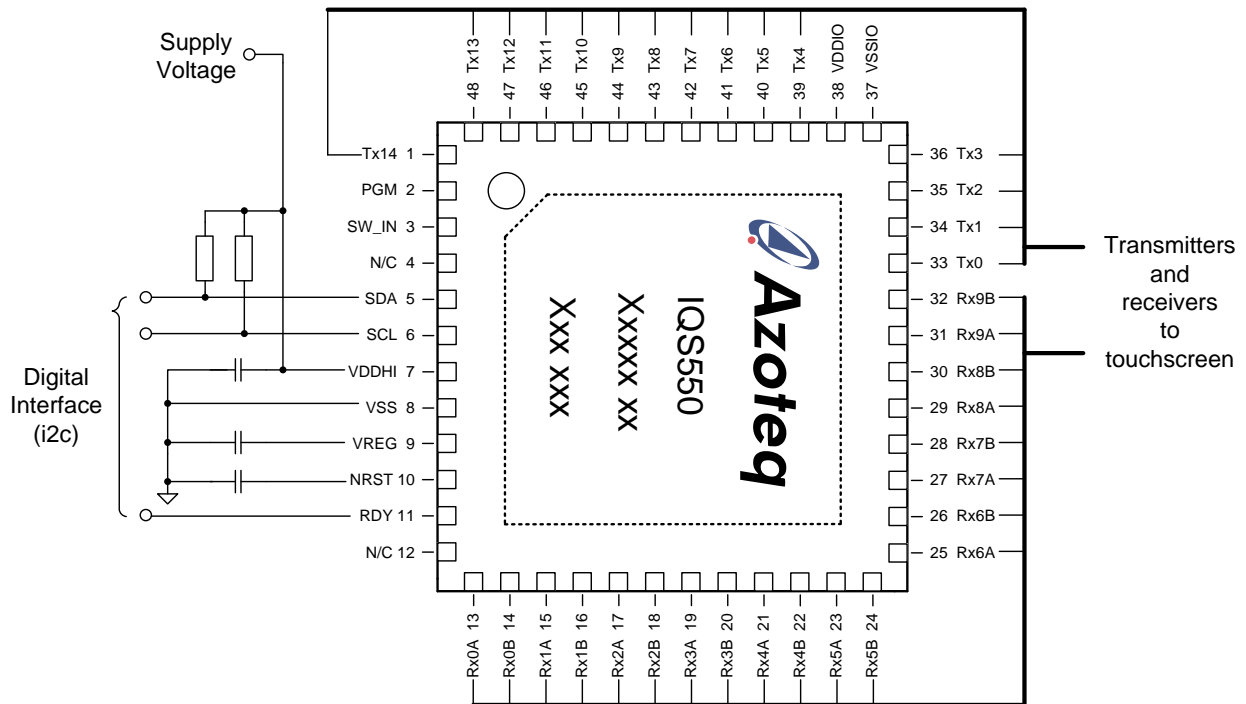 Supply
Voltage
48 Tx13
47 Tx12
46 Tx11
45 Tx10
44 Tx9
43 Tx8
42 Tx7
41 Tx6
40 Tx5
39 Tx4
38 VDDIO
37 VSSIO
Tx14 1
PGM 2
SW_IN 3
N/C 4
SDA 5
SCL 6
VDDHI 7
VSS 8
VREG 9
NRST 10
RDY 11
N/C 12
Digital
Interface
(i2c)
Azoteq
IQS550
xxxxx xx xx
xxx xx xxx
36 Tx3
35 Tx2
34 Tx1
33 Tx0
32 Rx9B
31 Rx9A
30 Rx8B
29 Rx8A
28 Rx7B
27 Rx7A
26 Rx6B
25 Rx6A
Transmitters
and
receivers
to
touchscreen
Rx0A 13
Rx0B 14
Rx1A 15
Rx1B 16
Rx2A 17
Rx2B 18
Rx3A 19
Rx3B 20
Rx4A 21
Rx4B 22
Rx5A 23
Rx5B 24